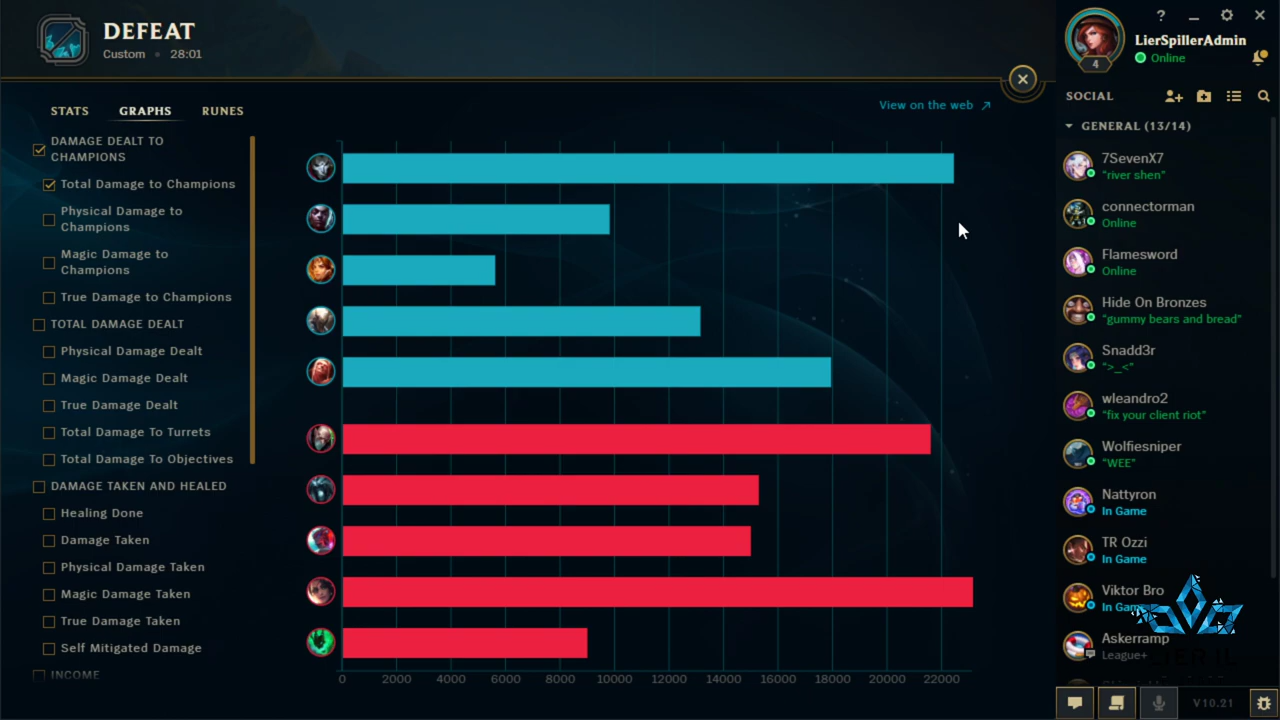 DEFEAT
Custom • 28:01
STATS
GRAPHS
RUNES
View on the web
DAMAGE DEALT TO
CHAMPIONS
Total Damage to Champions
Physical Damage to
Champions
Magic Damage to
Champions
True Damage to Champions
TOTAL DAMAGE DEALT
Physical Damage Dealt
Magic Damage Dealt
True Damage Dealt
Total Damage To Turrets
Total Damage To Objectives
DAMAGE TAKEN AND HEALED
Healing Done
Damage Taken
Physical Damage Taken
Magic Damage Taken
True Damage Taken
Self Mitigated Damage
INCOME
0 2000 4000 6000 8000 10000 12000 14000 16000 18000 20000 22000
?
LierSpillerAdmin
Online
4
SOCIAL
GENERAL (13/14)
7SevenX7
"river shen"
connectorman
Online
Flamesword
Online
Hide On Bronzes
"gummy bears and bread"
Snadd3r
">_<"
wleandro2
"fix your client riot"
Wolfiesniper
"WEE"
Nattyron
In Game
TR Ozzi
In Game
Viktor Bro
In Game
Askerramp
League+
V10.21